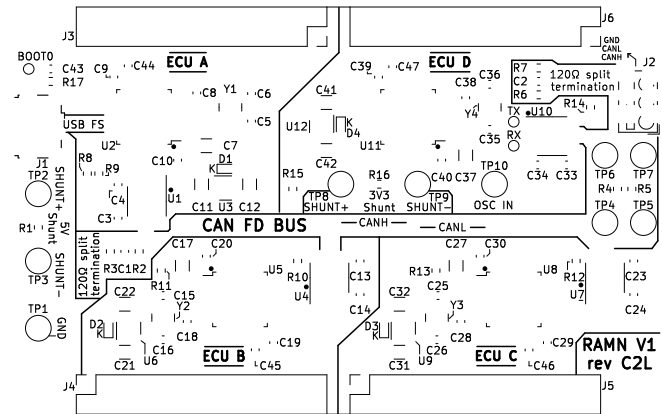 J3
J6
BOOT0
C43
R17
C9
C44
ECU A
C8
Y1
C6
C5
C39
C47
ECU D
C38
C36
Y4
GND
CANL
CANH
J2
R7
C2
R6
120Ω split
termination
R14
TX
U10
RX
C35
C41
U12
K
D4
C42
U11
USB FS
U2
C7
C10
D1
K
J1
TP2
R8
R9
C4
U1
C3
C11
U3
C12
R15
R16
3V3
Shunt
TP8
SHUNT+
TP9
SHUNT-
C40
C37
TP10
OSC IN
C34
C33
TP6
TP7
R4
R5
TP4
TP5
SHUNT+
5V
Shunt
SHUNT-
R1
TP3
TP1
GND
120Ω split
termination
R3
C1
R2
CAN FD BUS
CANH
CANL
C17
C20
R11
C22
C15
Y2
C18
D2
K
C16
U6
C21
ECU B
C19
C45
U5
R10
U4
C13
C14
C27
C30
R13
C32
C25
Y3
C28
D3
K
C26
U9
C31
ECU C
C29
C46
U8
R12
U7
C23
C24
RAMN V1
rev C2L
J4
J5